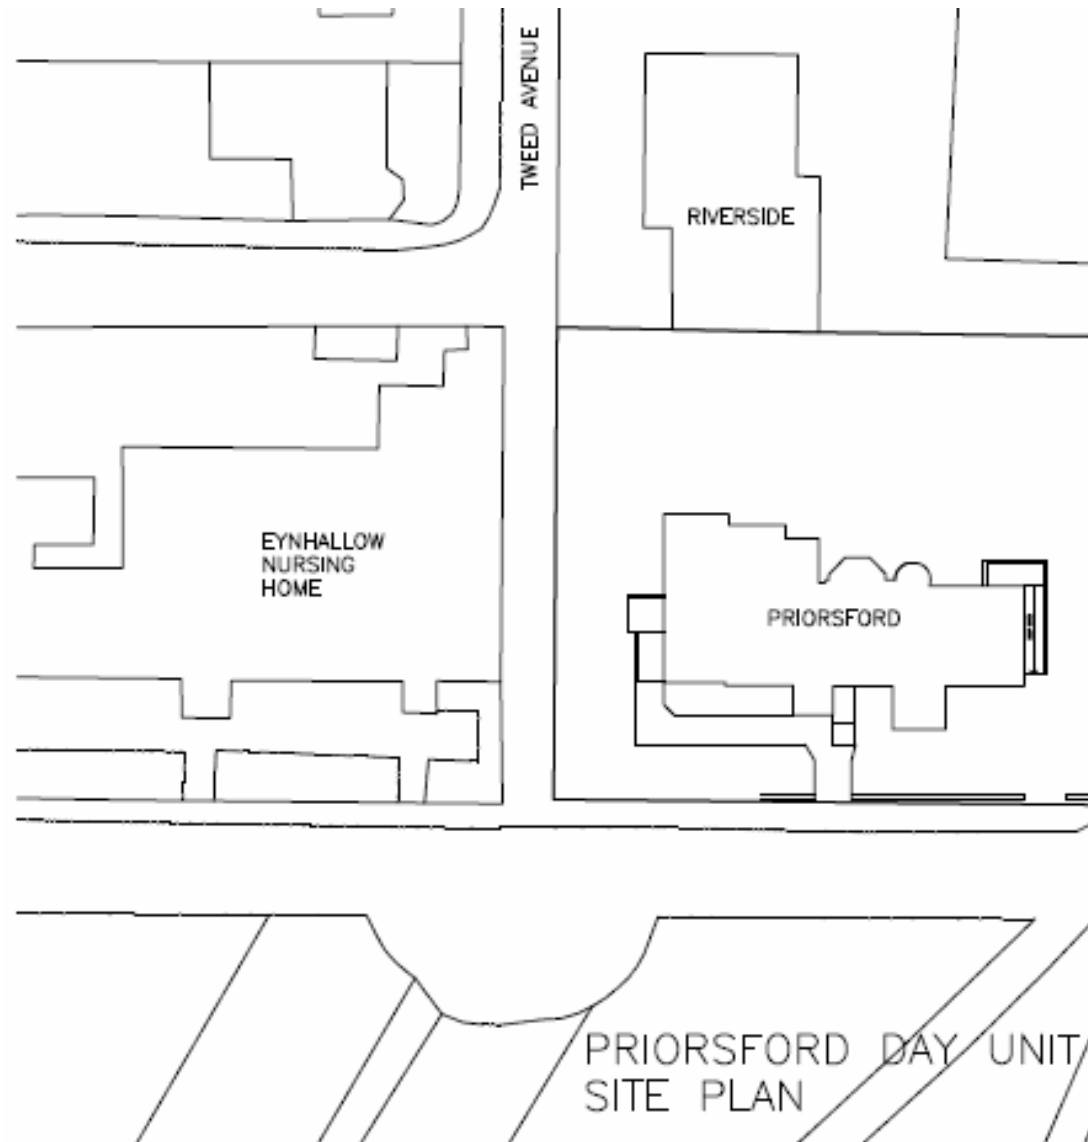 TWEED AVENUE
RIVERSIDE
EYNHALLOW
NURSING
HOME
PRIORSFORD
PRIORSFORD DAY UNIT
SITE PLAN